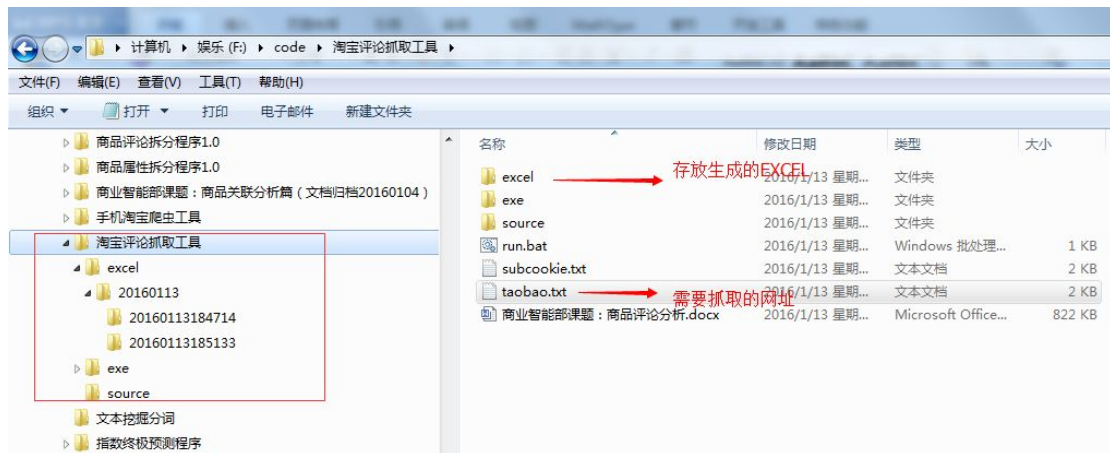 计算机 娱乐 (F:) code 淘宝评论抓取工具
文件(F) 编辑(E) 查看(V) 工具(T) 帮助(H)
组织 打开 打印 电子邮件 新建文件夹
商品评论拆分程序1.0
商品属性拆分程序1.0
商业智能部课题：商品关联分析篇（文档归档20160104）
手机淘宝爬虫工具
淘宝评论抓取工具
excel
20160113
20160113184714
20160113185133
exe
source
文本挖掘分词
指数终极预测程序
名称 修改日期 类型 大小
excel 存放生成的EXCEL 2016/1/13 星期... 文件夹
exe 2016/1/13 星期... 文件夹
source 2016/1/13 星期... 文件夹
run.bat 2016/1/13 星期... Windows 批处理... 1 KB
subcookie.txt 2016/1/13 星期... 文本文档 2 KB
taobao.txt 需要抓取的网址 2016/1/13 星期... 文本文档 2 KB
商业智能部课题：商品评论分析.docx 2016/1/13 星期... Microsoft Office... 822 KB